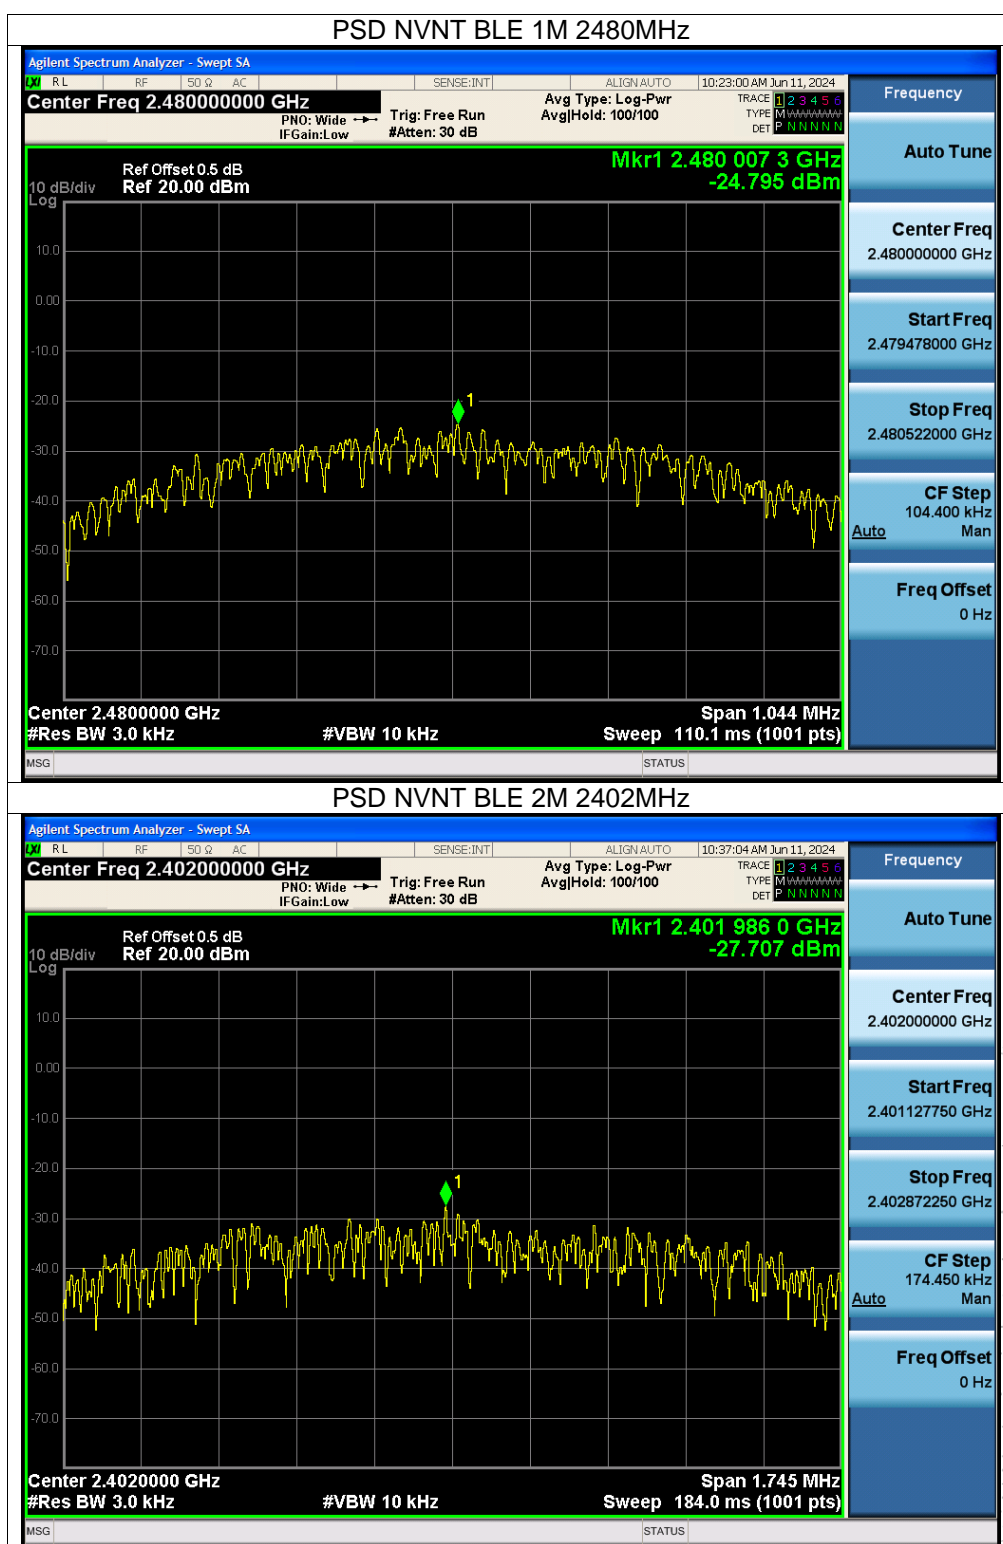 PSD NVNT BLE 1M 2480MHz
Agilent Spectrum Analyzer - Swept SA
LXI RL RF 50 Ω AC SENSE:INT ALIGN AUTO 10:23:00 AM Jun 11, 2024
Center Freq 2.480000000 GHz
PNO: Wide
IFGain:Low
Trig: Free Run
#Atten: 30 dB
Avg Type: Log-Pwr
Avg|Hold: 100/100
TRACE 1 2 3 4 5 6
TYPE M WWWWW
DET P N N N N N
Frequency
Auto Tune
Center Freq
2.480000000 GHz
Start Freq
2.479478000 GHz
Stop Freq
2.480522000 GHz
CF Step
104.400 kHz
Auto Man
Freq Offset
0 Hz
Mkr1 2.480 007 3 GHz
-24.795 dBm
Ref Offset 0.5 dB
10 dB/div Ref 20.00 dBm
Log
10.0
0.00
-10.0
-20.0
1
-30.0
-40.0
-50.0
-60.0
-70.0
Center 2.4800000 GHz Span 1.044 MHz
#Res BW 3.0 kHz #VBW 10 kHz Sweep 110.1 ms (1001 pts)
MSG STATUS
PSD NVNT BLE 2M 2402MHz
Agilent Spectrum Analyzer - Swept SA
LXI RL RF 50 Ω AC SENSE:INT ALIGN AUTO 10:37:04 AM Jun 11, 2024
Center Freq 2.402000000 GHz
PNO: Wide
IFGain:Low
Trig: Free Run
#Atten: 30 dB
Avg Type: Log-Pwr
Avg|Hold: 100/100
TRACE 1 2 3 4 5 6
TYPE M WWWWW
DET P N N N N N
Frequency
Auto Tune
Center Freq
2.402000000 GHz
Start Freq
2.401127750 GHz
Stop Freq
2.402872250 GHz
CF Step
174.450 kHz
Auto Man
Freq Offset
0 Hz
Mkr1 2.401 986 0 GHz
-27.707 dBm
Ref Offset 0.5 dB
10 dB/div Ref 20.00 dBm
Log
10.0
0.00
-10.0
-20.0
1
-30.0
-40.0
-50.0
-60.0
-70.0
Center 2.4020000 GHz Span 1.745 MHz
#Res BW 3.0 kHz #VBW 10 kHz Sweep 184.0 ms (1001 pts)
MSG STATUS